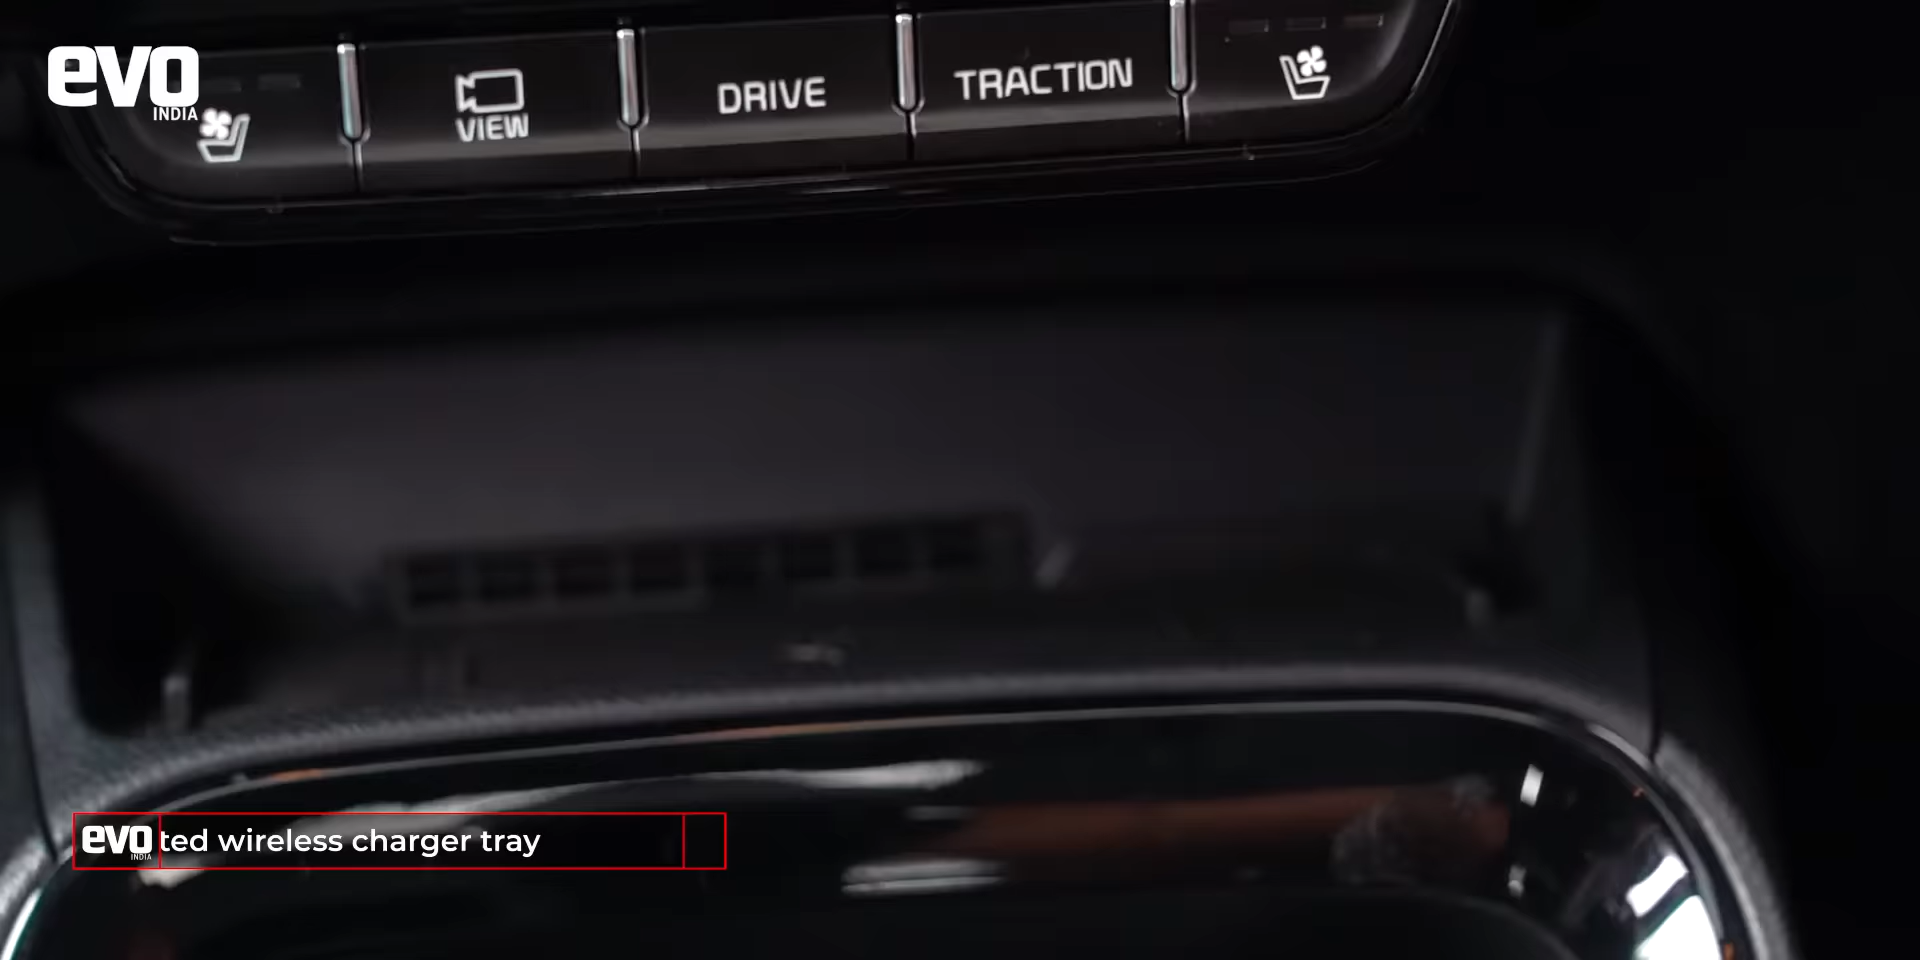 evo
INDIA
VIEW
DRIVE
TRACTION
evo
INDIA
ted wireless charger tray